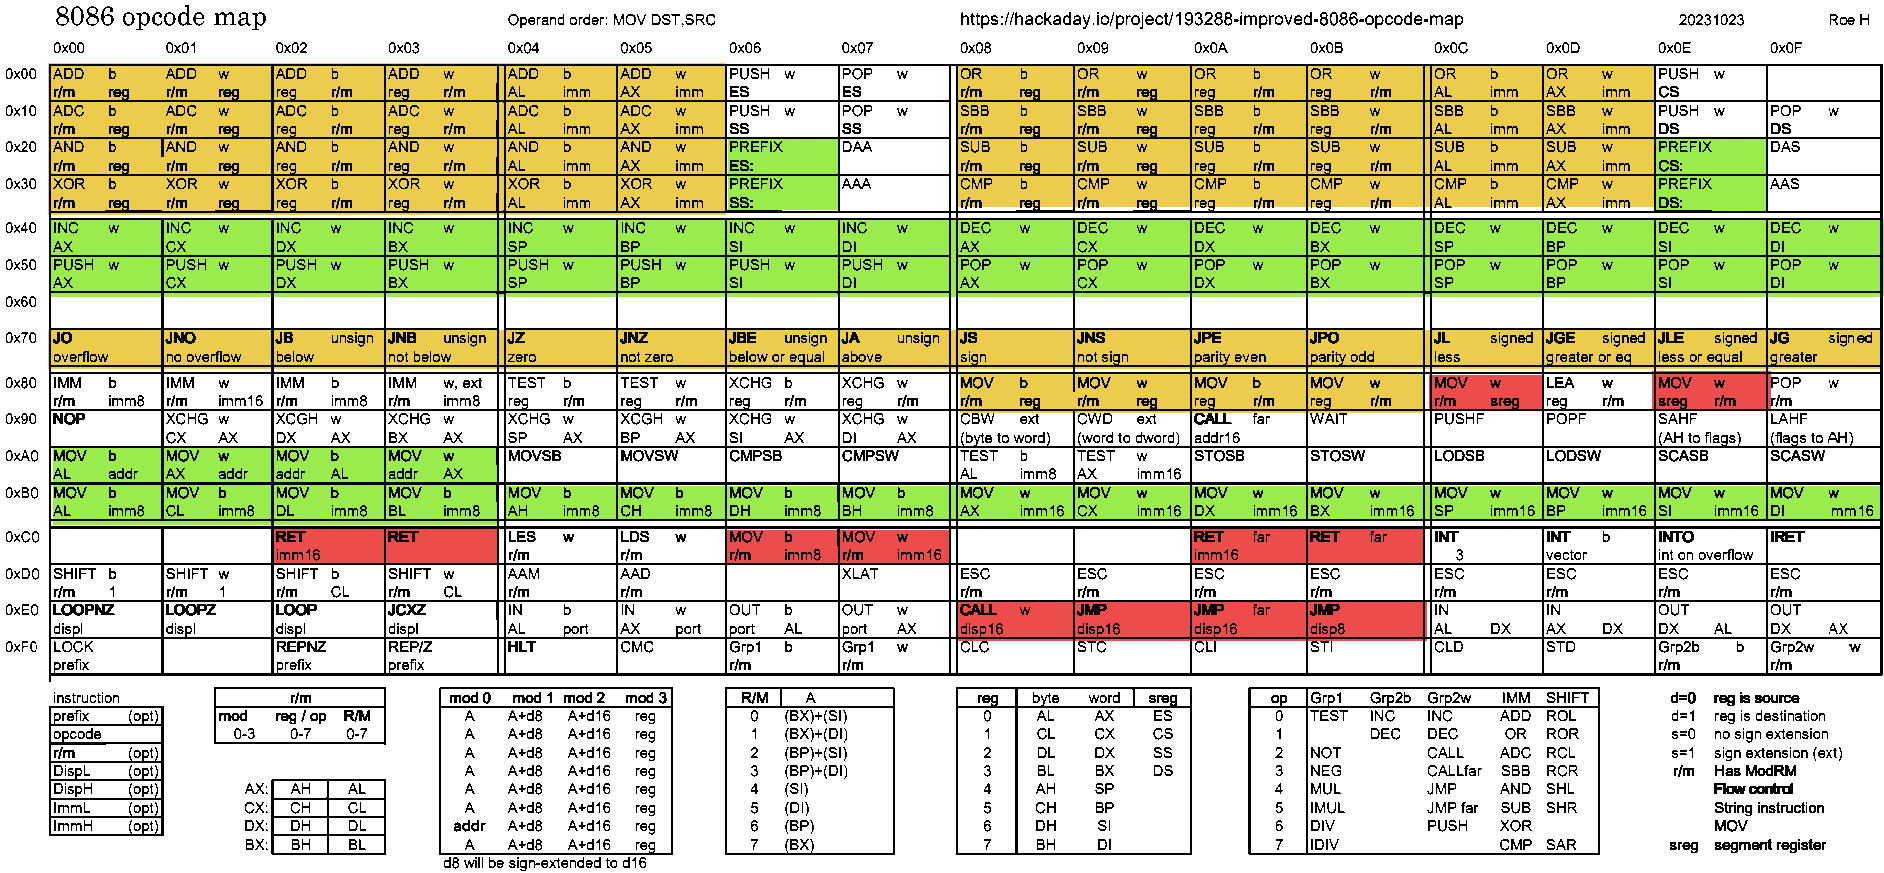 8086 opcode map Operand order: MOV DST,SRC https://hackaday.io/project/193288-improved-8086-opcode-map 20231023 Roe H
0x00 0x01 0x02 0x03 0x04 0x05 0x06 0x07 0x08 0x09 0x0A 0x0B 0x0C 0x0D 0x0E 0x0F
0x00 ADD b ADD w ADD b ADD w ADD b ADD w PUSH w POP w OR b OR w OR b OR w OR b OR w PUSH w
r/m reg r/m reg reg r/m reg r/m AL imm AX imm ES ES r/m reg r/m reg reg r/m reg r/m AL imm AX imm CS
0x10 ADC b ADC w ADC b ADC w ADC b ADC w PUSH w POP w SBB b SBB w SBB b SBB w SBB b SBB w PUSH w POP w
r/m reg r/m reg reg r/m reg r/m AL imm AX imm SS SS r/m reg r/m reg reg r/m reg r/m AL imm AX imm DS DS
0x20 AND b AND w AND b AND w AND b AND w PREFIX DAA SUB b SUB w SUB b SUB w SUB b SUB w PREFIX DAS
r/m reg r/m reg reg r/m reg r/m AL imm AX imm ES: r/m reg r/m reg reg r/m reg r/m AL imm AX imm CS:
0x30 XOR b XOR w XOR b XOR w XOR b XOR w PREFIX AAA CMP b CMP w CMP b CMP w CMP b CMP w PREFIX AAS
r/m reg r/m reg reg r/m reg r/m AL imm AX imm SS: r/m reg r/m reg reg r/m reg r/m AL imm AX imm DS:
0x40 INC w INC w INC w INC w INC w INC w INC w INC w DEC w DEC w DEC w DEC w DEC w DEC w DEC w DEC w
AX CX DX BX SP BP SI DI AX CX DX BX SP BP SI DI
0x50 PUSH w PUSH w PUSH w PUSH w PUSH w PUSH w PUSH w PUSH w POP w POP w POP w POP w POP w POP w POP w POP w
AX CX DX BX SP BP SI DI AX CX DX BX SP BP SI DI
0x60
0x70 JO JNO JB unsign JNB unsign JZ JNZ JBE unsign JA unsign JS JNS JPE JPO JL signed JGE signed JLE signed JG signed
overflow no overflow below not below zero not zero below or equal above sign not sign parity even parity odd less greater or eq less or equal greater
0x80 IMM b IMM w IMM b IMM w, ext TEST b TEST w XCHG b XCHG w MOV b MOV w MOV b MOV w MOV w LEA w MOV w POP w
r/m imm8 r/m imm16 r/m imm8 r/m imm8 reg r/m reg r/m reg r/m reg r/m r/m reg r/m reg reg r/m reg r/m r/m sreg reg r/m sreg r/m r/m
0x90 NOP XCHG w XCGH w XCHG w XCHG w XCGH w XCHG w XCHG w CBW ext CWD ext CALL far WAIT PUSHF POPF SAHF LAHF
CX AX DX AX BX AX SP AX BP AX SI AX DI AX (byte to word) (word to dword) addr16 (AH to flags) (flags to AH)
0xA0 MOV b MOV w MOV b MOV w MOVSB MOVSW CMPSB CMPSW TEST b TEST w STOSB STOSW LODSB LODSW SCASB SCASW
AL addr AX addr addr AL addr AX AL imm8 AX imm16
0xB0 MOV b MOV b MOV b MOV b MOV b MOV b MOV b MOV b MOV w MOV w MOV w MOV w MOV w MOV w MOV w MOV w
AL imm8 CL imm8 DL imm8 BL imm8 AH imm8 CH imm8 DH imm8 BH imm8 AX imm16 CX imm16 DX imm16 BX imm16 SP imm16 BP imm16 SI imm16 DI mm16
0xC0 RET RET LES w LDS w MOV b MOV w RET far RET far INT INT b INTO IRET
imm16 r/m r/m r/m imm8 r/m imm16 imm16 3 vector int on overflow
0xD0 SHIFT b SHIFT w SHIFT b SHIFT w AAM AAD XLAT ESC ESC ESC ESC ESC ESC ESC ESC
r/m 1 r/m 1 r/m CL r/m CL r/m r/m r/m r/m r/m r/m r/m r/m
0xE0 LOOPNZ LOOPZ LOOP JCXZ IN b IN w OUT b OUT w CALL w JMP JMP far JMP IN IN OUT OUT
displ displ displ displ AL port AX port port AL port AX disp16 disp16 disp16 disp8 AL DX AX DX DX AL DX AX
0xF0 LOCK REPNZ REP/Z HLT CMC Grp1 b Grp1 w CLC STC CLI STI CLD STD Grp2b b Grp2w w
prefix prefix prefix r/m r/m r/m r/m
instruction r/m mod 0 mod 1 mod 2 mod 3 R/M A reg byte word sreg op Grp1 Grp2b Grp2w IMM SHIFT d=0 reg is source
prefix (opt) mod reg / op R/M A A+d8 A+d16 reg 0 (BX)+(SI) 0 AL AX ES 0 TEST INC INC ADD ROL d=1 reg is destination
opcode 0-3 0-7 0-7 A A+d8 A+d16 reg 1 (BX)+(DI) 1 CL CX CS 1 DEC DEC OR ROR s=0 no sign extension
r/m (opt) A A+d8 A+d16 reg 2 (BP)+(SI) 2 DL DX SS 2 NOT CALL ADC RCL s=1 sign extension (ext)
DispL (opt) A A+d8 A+d16 reg 3 (BP)+(DI) 3 BL BX DS 3 NEG CALLfar SBB RCR r/m Has ModRM
DispH (opt) AX: AH AL A A+d8 A+d16 reg 4 (SI) 4 AH SP 4 MUL JMP AND SHL Flow control
ImmL (opt) CX: CH CL A A+d8 A+d16 reg 5 (DI) 5 CH BP 5 IMUL JMP far SUB SHR String instruction
ImmH (opt) DX: DH DL addr A+d8 A+d16 reg 6 (BP) 6 DH SI 6 DIV PUSH XOR MOV
BX: BH BL A A+d8 A+d16 reg 7 (BX) 7 BH DI 7 IDIV CMP SAR sreg segment register
d8 will be sign-extended to d16